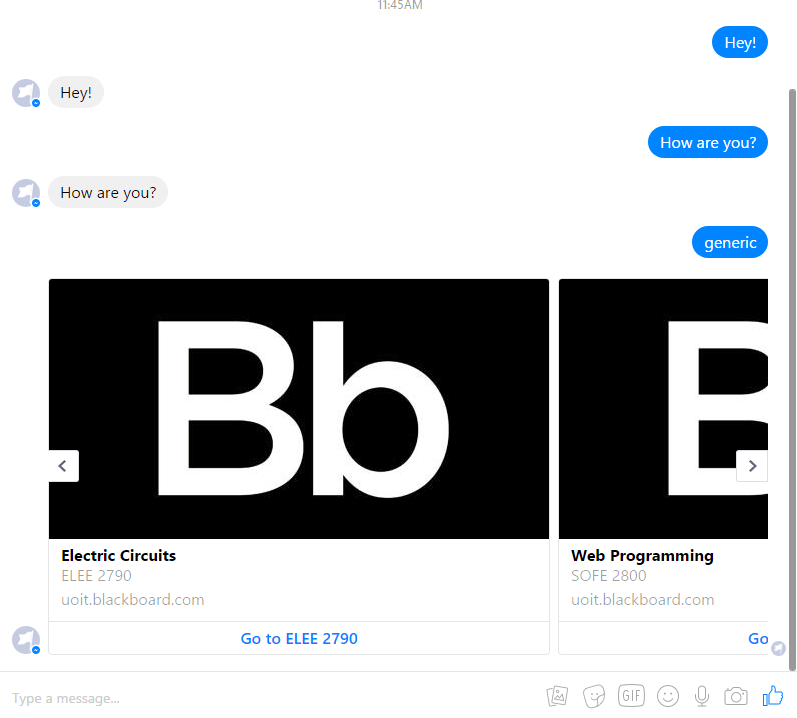 11:45AM
Hey!
Hey!
How are you?
How are you?
generic
Bb
Electric Circuits
ELEE 2790
uoit.blackboard.com
Go to ELEE 2790
B
Web Programming
SOFE 2800
uoit.blackboard.com
Go
Type a message...
GIF